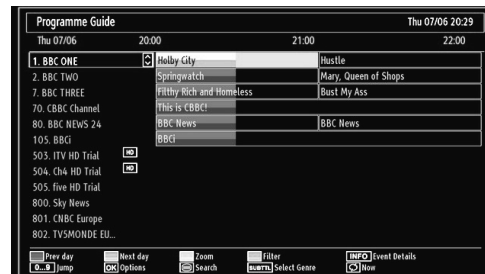 Programme Guide Thu 07/06 20:29
Thu 07/06 20:00 21:00 22:00
1. BBC ONE Holby City Hustle
2. BBC TWO Springwatch Mary, Queen of Shops
7. BBC THREE Filthy Rich and Homeless Bust My Ass
70. CBBC Channel This is CBBC!
80. BBC NEWS 24 BBC News BBC News
105. BBCi BBCi
503. ITV HD Trial HD
504. Ch4 HD Trial HD
505. five HD Trial
800. Sky News
801. CNBC Europe
802. TV5MONDE EU...
Prev day Next day Zoom Filter INFO Event Details
0...9 Jump OK Options Search SUBTTL Select Genre Now